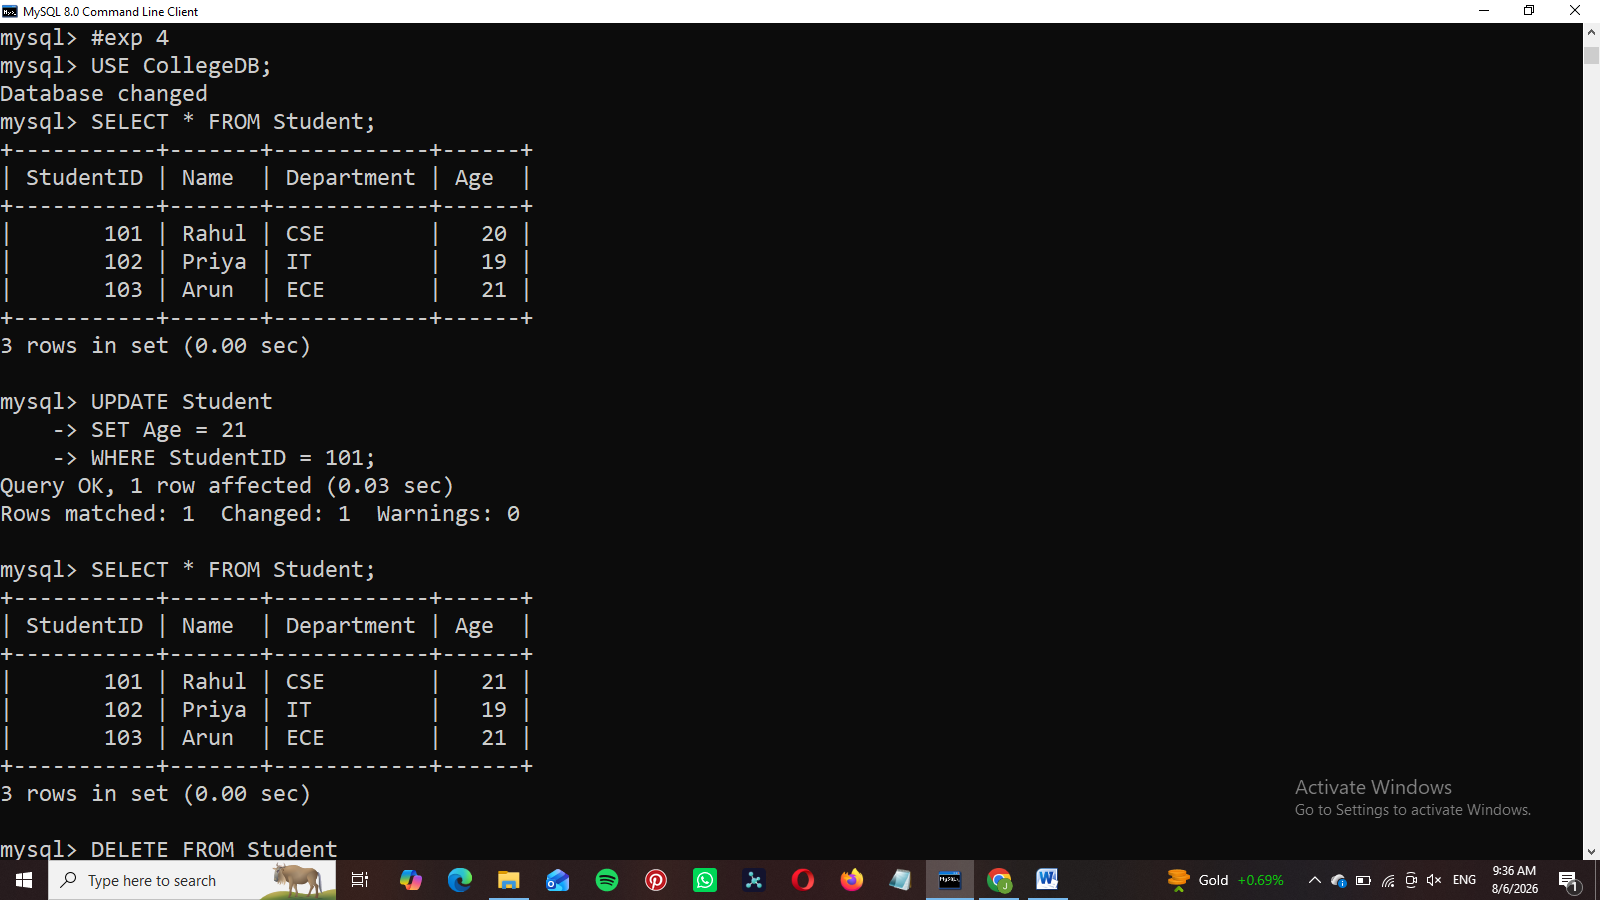 MySQL 8.0 Command Line Client
mysql> #exp 4
mysql> USE CollegeDB;
Database changed
mysql> SELECT * FROM Student;
+-----------+-------+------------+------+
| StudentID | Name  | Department | Age  |
+-----------+-------+------------+------+
|       101 | Rahul | CSE        |   20 |
|       102 | Priya | IT         |   19 |
|       103 | Arun  | ECE        |   21 |
+-----------+-------+------------+------+
3 rows in set (0.00 sec)

mysql> UPDATE Student
    -> SET Age = 21
    -> WHERE StudentID = 101;
Query OK, 1 row affected (0.03 sec)
Rows matched: 1  Changed: 1  Warnings: 0

mysql> SELECT * FROM Student;
+-----------+-------+------------+------+
| StudentID | Name  | Department | Age  |
+-----------+-------+------------+------+
|       101 | Rahul | CSE        |   21 |
|       102 | Priya | IT         |   19 |
|       103 | Arun  | ECE        |   21 |
+-----------+-------+------------+------+
3 rows in set (0.00 sec)

mysql> DELETE FROM Student
Activate Windows
Go to Settings to activate Windows.
Type here to search
Gold +0.69%
ENG
9:36 AM
8/6/2026
1